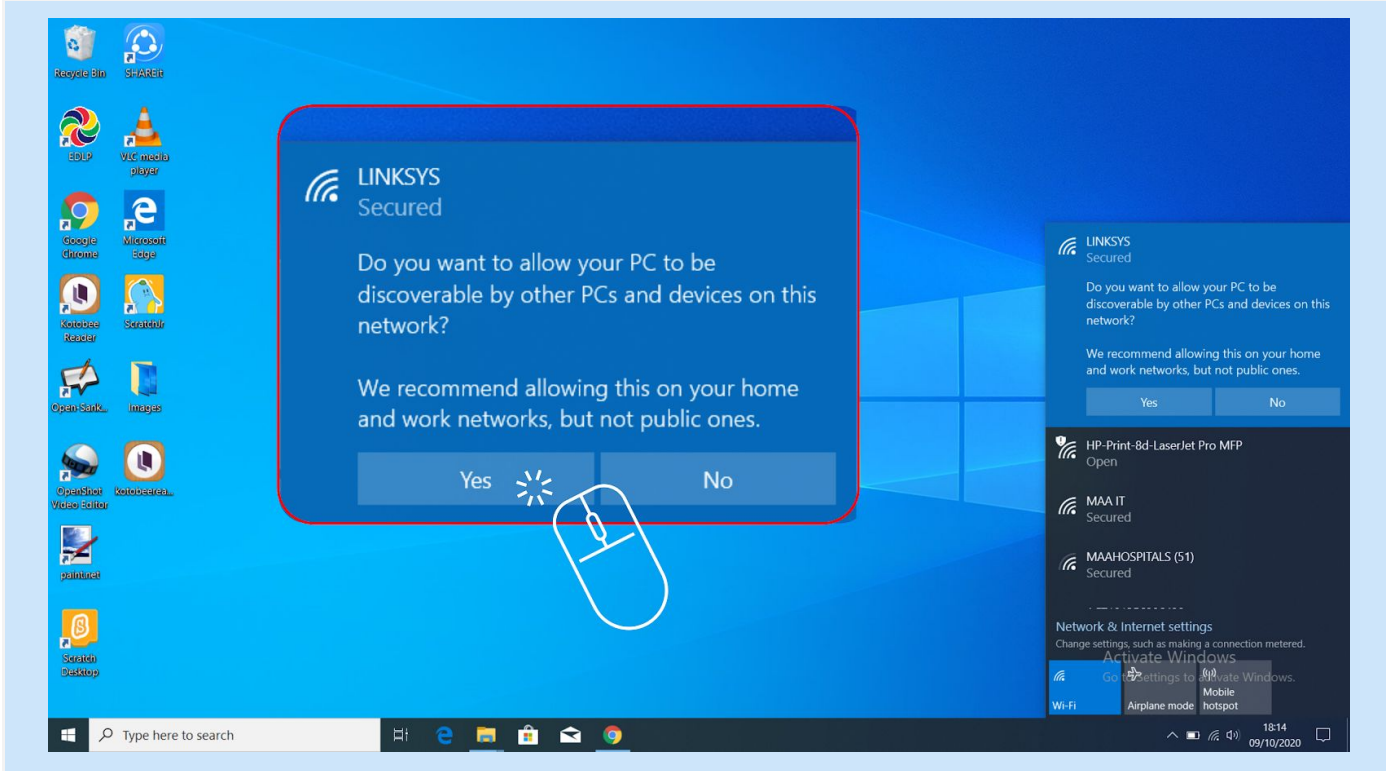 Recycle Bin
SHAREit
EDLP
VLC media
player
Google
Chrome
Microsoft
Edge
Kotobee
Reader
ScratchJr
Open-Sank...
Images
OpenShot
Video Editor
Kotobeerea...
paint.net
Scratch
Desktop
LINKSYS
Secured
Do you want to allow your PC to be
discoverable by other PCs and devices on this
network?
We recommend allowing this on your home
and work networks, but not public ones.
Yes
No
LINKSYS
Secured
Do you want to allow your PC to be
discoverable by other PCs and devices on this
network?
We recommend allowing this on your home
and work networks, but not public ones.
Yes
No
HP-Print-8d-LaserJet Pro MFP
Open
MAA IT
Secured
MAAHOSPITALS (51)
Secured
Network & Internet settings
Change settings, such as making a connection metered.
Activate Windows
Go to Settings to activate Windows.
Wi-Fi
Airplane mode
Mobile
hotspot
Type here to search
18:14
09/10/2020